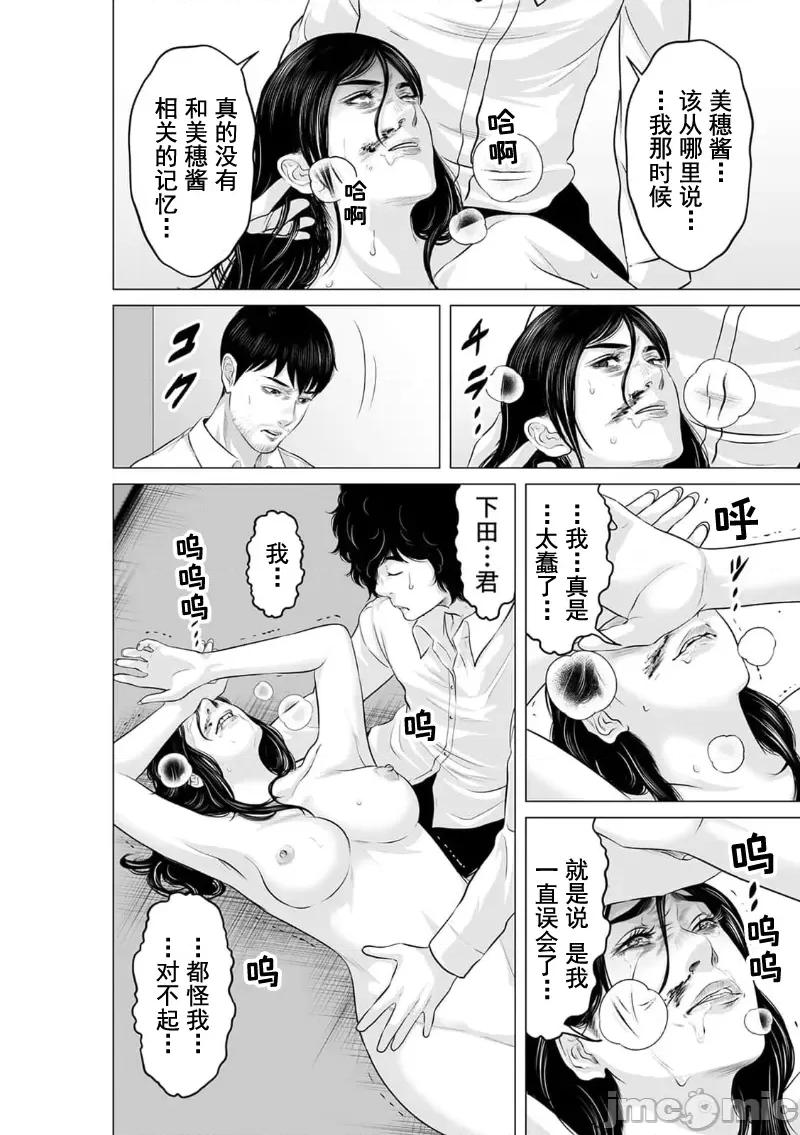 美穗酱…
该从哪里说
…我那时候
哈啊
哈啊
真的没有
和美穗酱
相关的记忆…
チラ…
コク…
呼…
…我…真是
…太蠢了…
下田…君
我…
呜呜呜…
呜
呜
…都怪我…
…对不起…
就是说 是我
一直误会了…
呜呜呜…
jmcomic